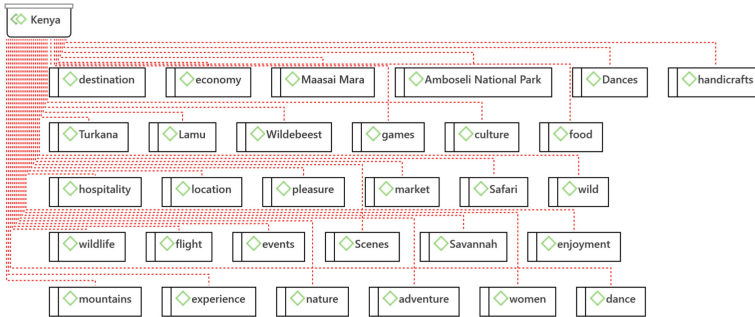 Kenya
destination economy Maasai Mara Amboseli National Park Dances handicrafts
Turkana Lamu Wildebeest games culture food
hospitality location pleasure market Safari wild
wildlife flight events Scenes Savannah enjoyment
mountains experience nature adventure women dance